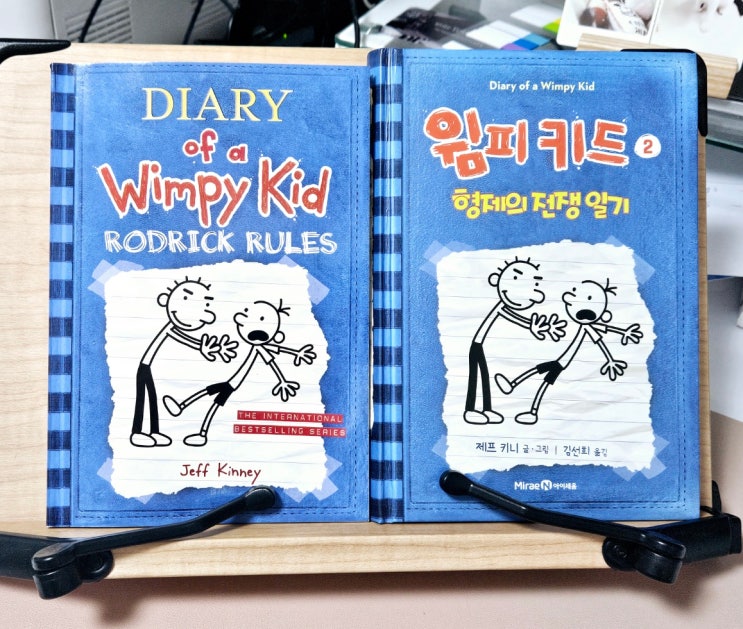 DIARY
of a
Wimpy Kid
RODRICK RULES
THE INTERNATIONAL
BESTSELLING SERIES
Jeff Kinney
Diary of a Wimpy Kid
윔피 키드 2
형제의 전쟁 일기
제프 키니 글·그림 | 김선희 옮김
Mirae N 아이세움